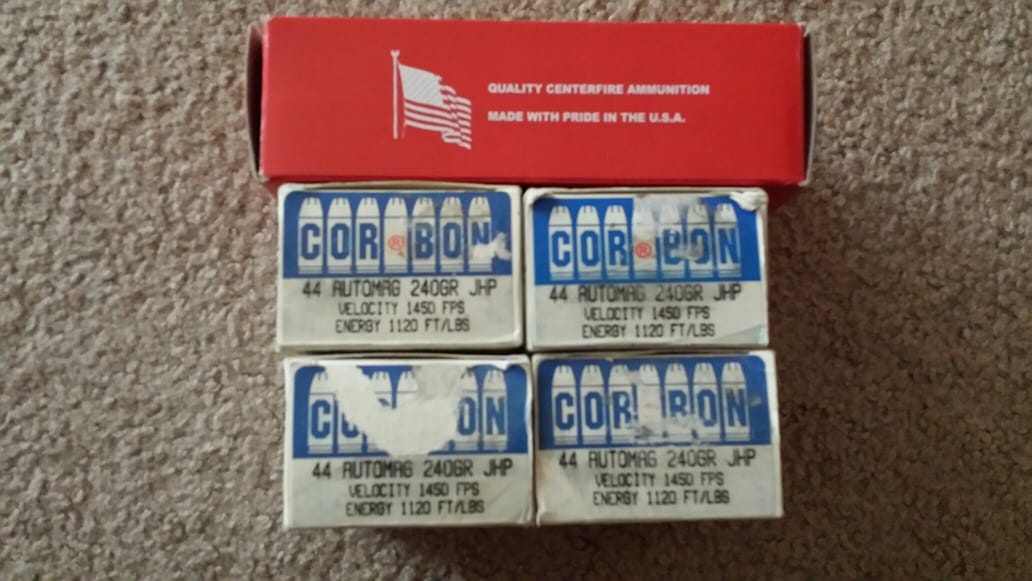 QUALITY CENTERFIRE AMMUNITION
MADE WITH PRIDE IN THE U.S.A.
COR®BON
44 AUTOMAG 240GR JHP
VELOCITY 1450 FPS
ENERGY 1120 FT/LBS
COR®BON
44 AUTOMAG 240GR JHP
VELOCITY 1450 FPS
ENERGY 1120 FT/LBS
CO ON
44 AUTOMAG 240GR JHP
VELOCITY 1450 FPS
ENERGY 1120 FT/LBS
COR BON
44 AUTOMAG 240GR JHP
VELOCITY 1450 FPS
ENERGY 1120 FT/LBS